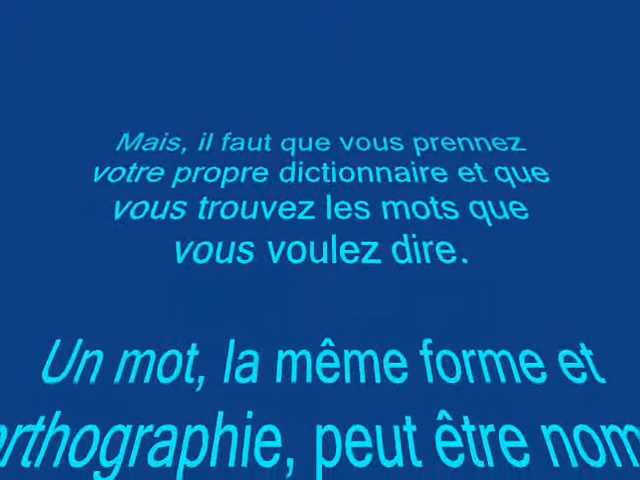 Mais, il faut que vous prennez
votre propre dictionnaire et que
vous trouvez les mots que
vous voulez dire.
Un mot, la même forme et
orthographie, peut être nom